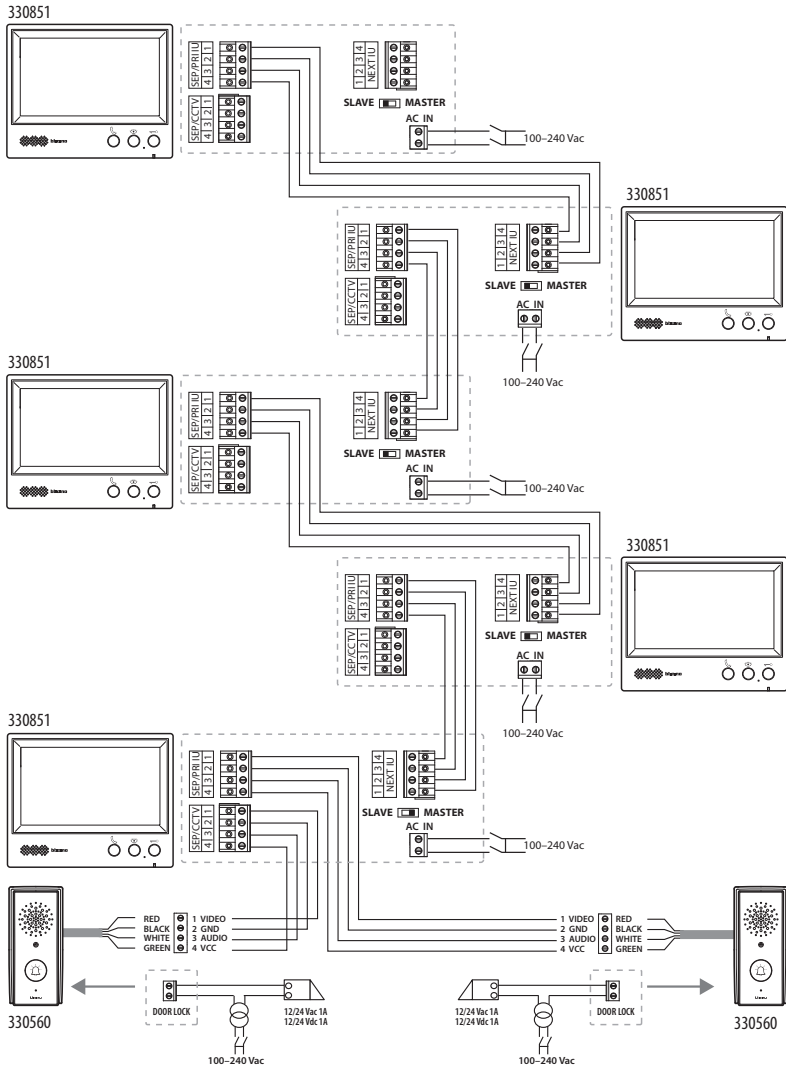 330851
SEP/PRI IU
4 3 2 1
1 2 3 4
NEXT IU
SLAVE MASTER
SEP/CCTV
4 3 2 1
AC IN
100–240 Vac
330851
SEP/PRI IU
4 3 2 1
1 2 3 4
NEXT IU
SLAVE MASTER
SEP/CCTV
4 3 2 1
AC IN
100–240 Vac
330851
SEP/PRI IU
4 3 2 1
1 2 3 4
NEXT IU
SLAVE MASTER
SEP/CCTV
4 3 2 1
AC IN
100–240 Vac
330851
SEP/PRI IU
4 3 2 1
1 2 3 4
NEXT IU
SLAVE MASTER
SEP/CCTV
4 3 2 1
AC IN
100–240 Vac
330851
SEP/PRI IU
4 3 2 1
1 2 3 4
NEXT IU
SLAVE MASTER
SEP/CCTV
4 3 2 1
AC IN
100–240 Vac
RED 1 VIDEO
BLACK 2 GND
WHITE 3 AUDIO
GREEN 4 VCC
1 VIDEO RED
2 GND BLACK
3 AUDIO WHITE
4 VCC GREEN
330560
DOOR LOCK
12/24 Vac 1A
12/24 Vdc 1A
100–240 Vac
12/24 Vac 1A
12/24 Vdc 1A
DOOR LOCK
100–240 Vac
330560